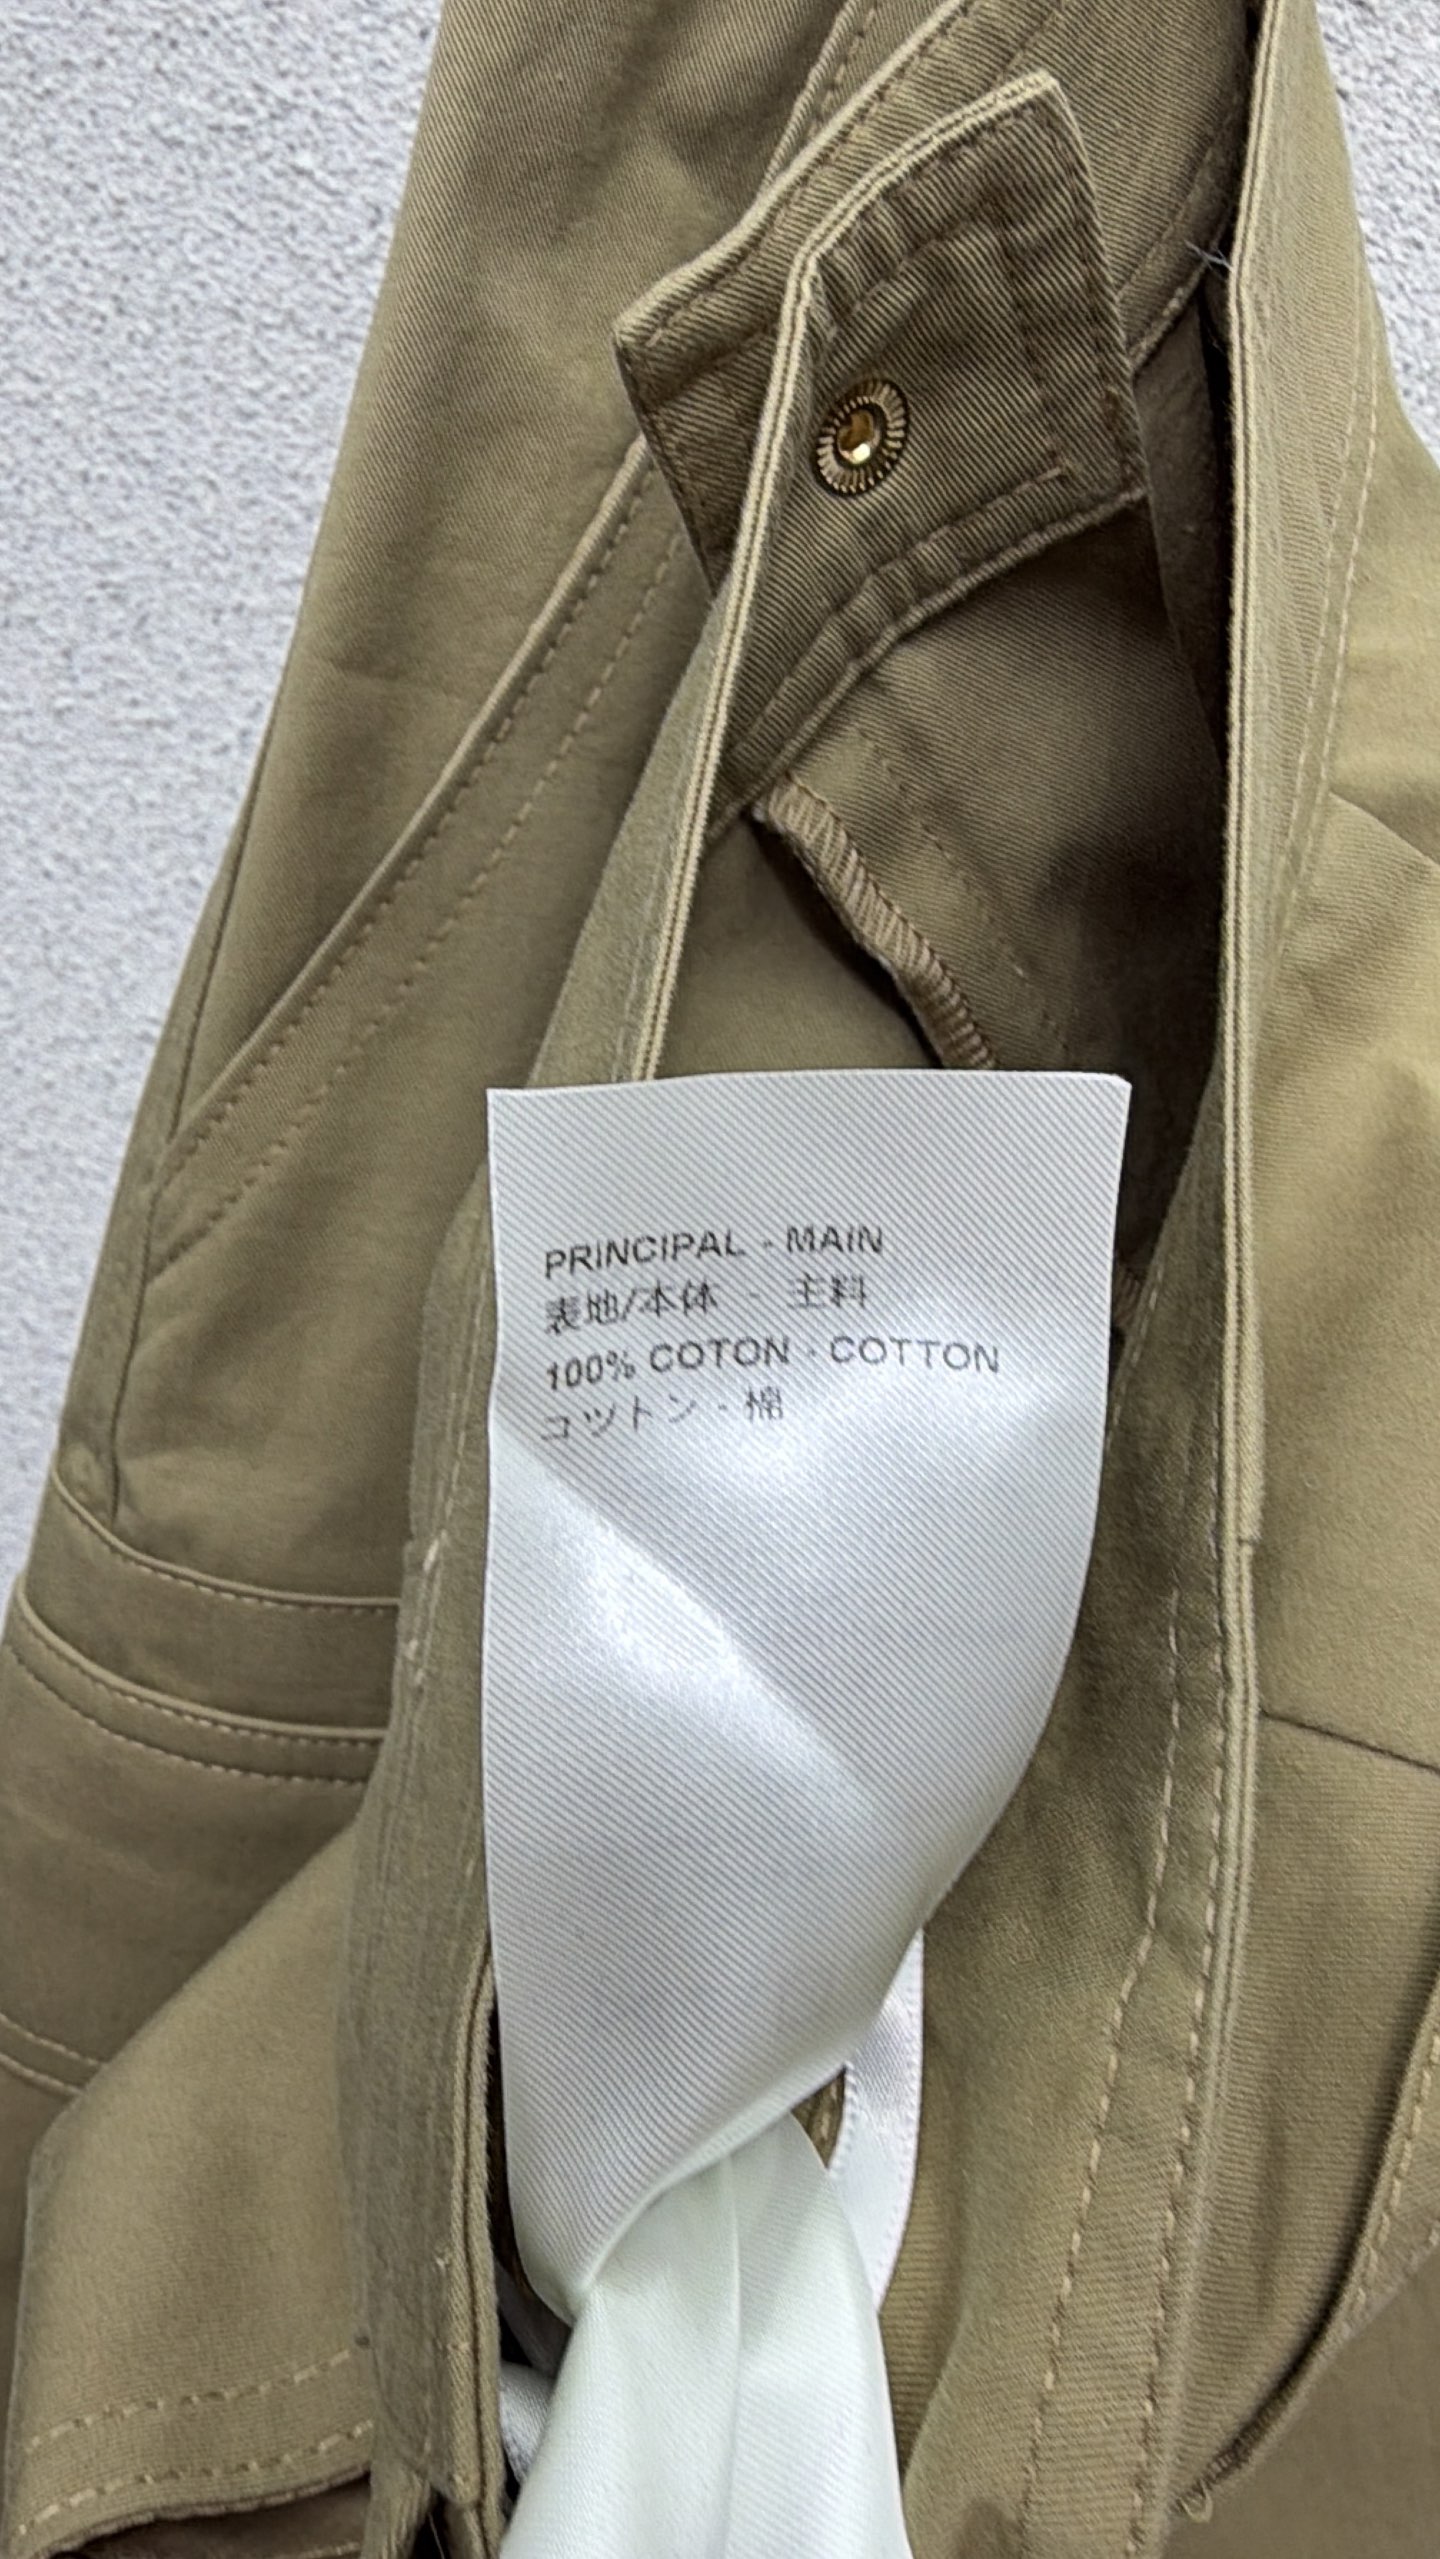 PRINCIPAL - MAIN
表地/本体 - 主料
100% COTON - COTTON
コットン - 棉